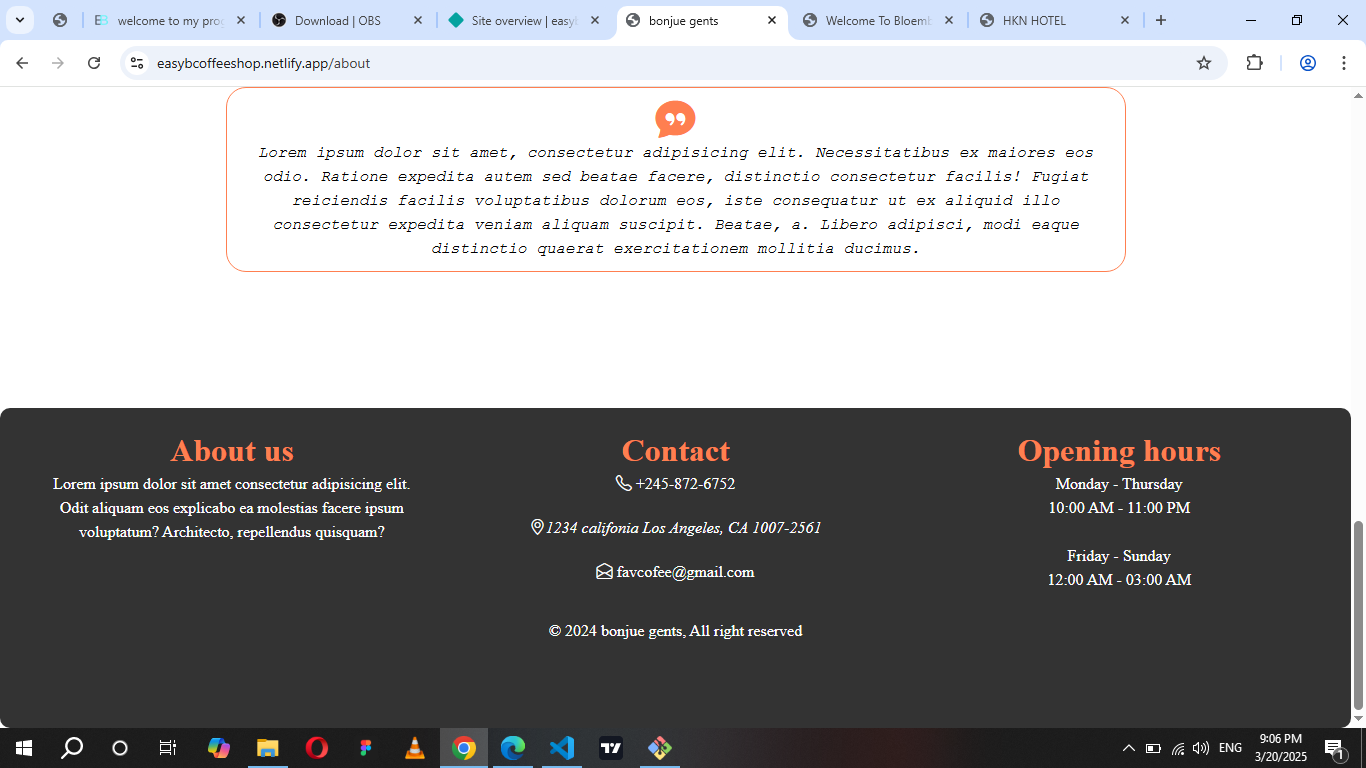 welcome to my pro
Download | OBS
Site overview | easyb
bonjue gents
Welcome To Bloemb
HKN HOTEL
easybcoffeeshop.netlify.app/about
Lorem ipsum dolor sit amet, consectetur adipisicing elit. Necessitatibus ex maiores eos
odio. Ratione expedita autem sed beatae facere, distinctio consectetur facilis! Fugiat
reiciendis facilis voluptatibus dolorum eos, iste consequatur ut ex aliquid illo
consectetur expedita veniam aliquam suscipit. Beatae, a. Libero adipisci, modi eaque
distinctio quaerat exercitationem mollitia ducimus.
About us
Lorem ipsum dolor sit amet consectetur adipisicing elit.
Odit aliquam eos explicabo ea molestias facere ipsum
voluptatum? Architecto, repellendus quisquam?
Contact
+245-872-6752
1234 califonia Los Angeles, CA 1007-2561
favcofee@gmail.com
Opening hours
Monday - Thursday
10:00 AM - 11:00 PM
Friday - Sunday
12:00 AM - 03:00 AM
© 2024 bonjue gents, All right reserved
ENG
9:06 PM
3/20/2025
1